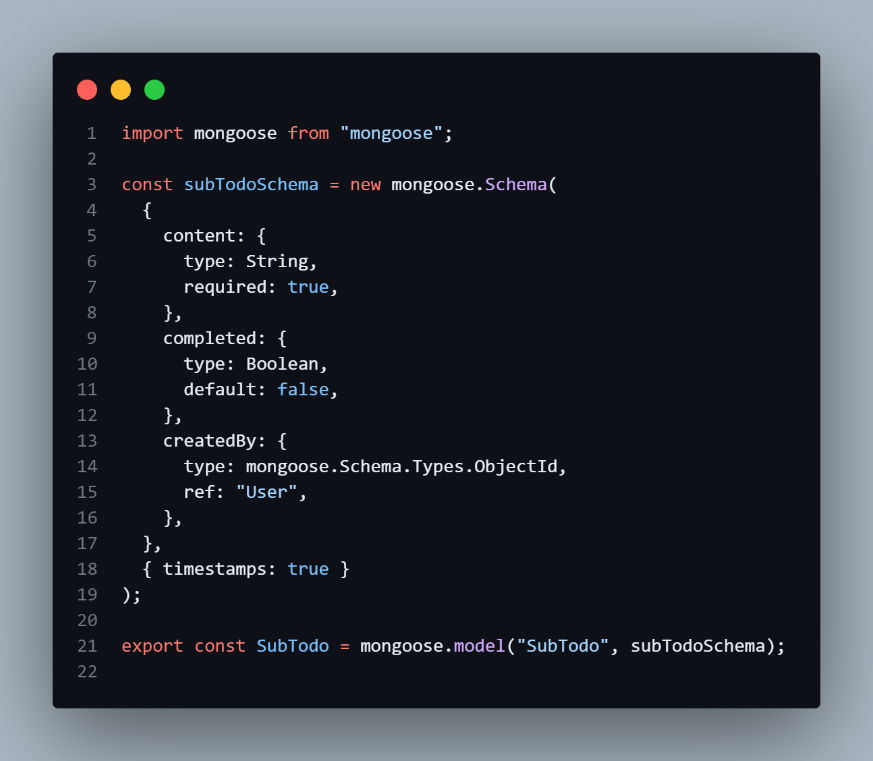 1 import mongoose from "mongoose";
2
3 const subTodoSchema = new mongoose.Schema(
4   {
5     content: {
6       type: String,
7       required: true,
8     },
9     completed: {
10       type: Boolean,
11       default: false,
12     },
13     createdBy: {
14       type: mongoose.Schema.Types.ObjectId,
15       ref: "User",
16     },
17   },
18   { timestamps: true }
19 );
20
21 export const SubTodo = mongoose.model("SubTodo", subTodoSchema);
22